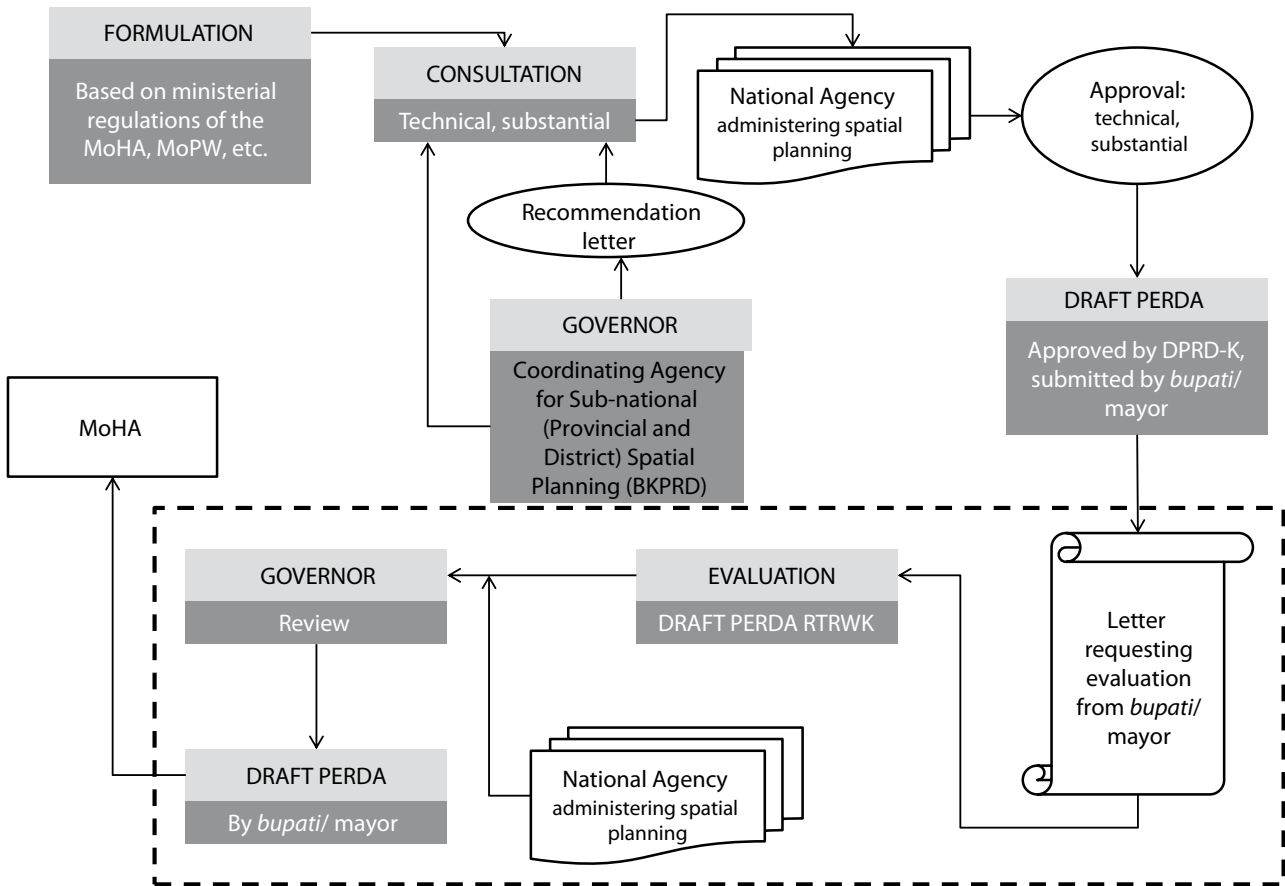 FORMULATION
Based on ministerial
regulations of the
MoHA, MoPW, etc.
CONSULTATION
Technical, substantial
National Agency
administering spatial
planning
Approval:
technical,
substantial
Recommendation
letter
GOVERNOR
Coordinating Agency
for Sub-national
(Provincial and
District) Spatial
Planning (BKPRD)
DRAFT PERDA
Approved by DPRD-K,
submitted by bupati/
mayor
MoHA
GOVERNOR
Review
EVALUATION
DRAFT PERDA RTRWK
Letter
requesting
evaluation
from bupati/
mayor
DRAFT PERDA
By bupati/ mayor
National Agency
administering spatial
planning